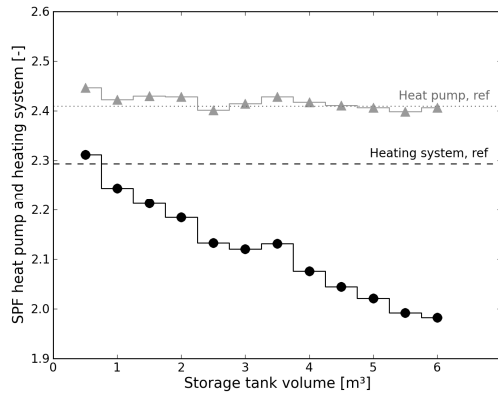 2.6
2.5
2.4
2.3
2.2
2.1
2.0
1.9
SPF heat pump and heating system [-]
Heat pump, ref
Heating system, ref
0 1 2 3 4 5 6
Storage tank volume [m³]